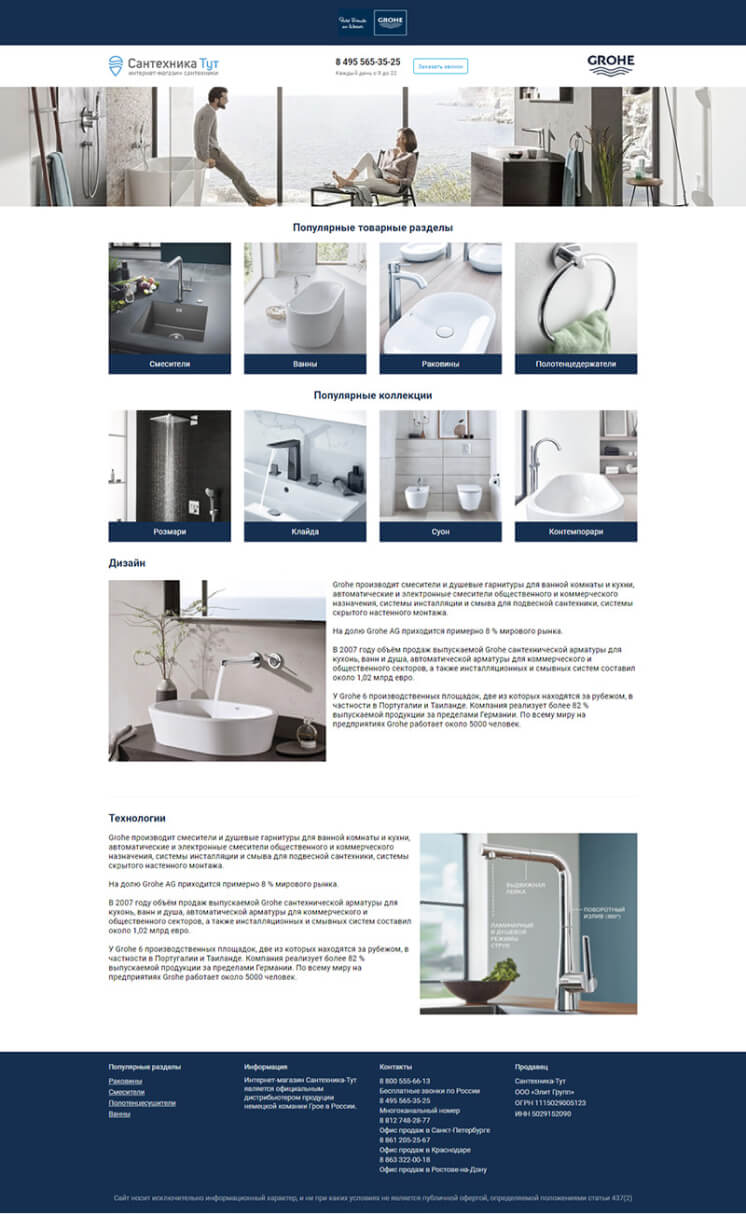 Pure Freude
an Wasser
GROHE
Сантехника Тут
интернет-магазин сантехники
8 495 565-35-25
Каждый день с 9 до 22
Заказать звонок
GROHE
Популярные товарные разделы
Смесители
Ванны
Раковины
Полотенцедержатели
Популярные коллекции
Розмари
Клайда
Суон
Контемпорари
Дизайн
Grohe производит смесители и душевые гарнитуры для ванной комнаты и кухни,
автоматические и электронные смесители общественного и коммерческого
назначения, системы инсталляции и смыва для подвесной сантехники, системы
скрытого настенного монтажа.
На долю Grohe AG приходится примерно 8 % мирового рынка.
В 2007 году объём продаж выпускаемой Grohe сантехнической арматуры для
кухонь, ванн и душа, автоматической арматуры для коммерческого и
общественного секторов, а также инсталляционных и смывных систем составил
около 1,02 млрд евро.
У Grohe 6 производственных площадок, две из которых находятся за рубежом, в
частности в Португалии и Таиланде. Компания реализует более 82 %
выпускаемой продукции за пределами Германии. По всему миру на
предприятиях Grohe работает около 5000 человек.
Технологии
Grohe производит смесители и душевые гарнитуры для ванной комнаты и кухни,
автоматические и электронные смесители общественного и коммерческого
назначения, системы инсталляции и смыва для подвесной сантехники, системы
скрытого настенного монтажа.
На долю Grohe AG приходится примерно 8 % мирового рынка.
В 2007 году объём продаж выпускаемой Grohe сантехнической арматуры для
кухонь, ванн и душа, автоматической арматуры для коммерческого и
общественного секторов, а также инсталляционных и смывных систем составил
около 1,02 млрд евро.
У Grohe 6 производственных площадок, две из которых находятся за рубежом, в
частности в Португалии и Таиланде. Компания реализует более 82 %
выпускаемой продукции за пределами Германии. По всему миру на
предприятиях Grohe работает около 5000 человек.
ВЫДВИЖНАЯ
ЛЕЙКА
ПОВОРОТНЫЙ
ИЗЛИВ (360°)
ЛАМИНАРНЫЙ
И ДУШЕВОЙ
РЕЖИМЫ
СТРУИ
Популярные разделы
Раковины
Смесители
Полотенцесушители
Ванны
Информация
Интернет-магазин Сантехника-Тут
является официальным
дистрибьютером продуции
немецкой комании Грое в России.
Контакты
8 800 555-66-13
Бесплатные звонки по России
8 495 565-35-25
Многоканальный номер
8 812 748-28-77
Офис продаж в Санкт-Петербурге
8 861 205-25-67
Офис продаж в Краснодаре
8 863 322-00-18
Офис продаж в Ростове-на-Дону
Продавец
Сантехника-Тут
ООО «Элит Групп»
ОГРН 1115029005123
ИНН 5029152090
Сайт носит исключительно информационный характер, и ни при каких условиях не является публичной офертой, определяемой положениями статьи 437(2)